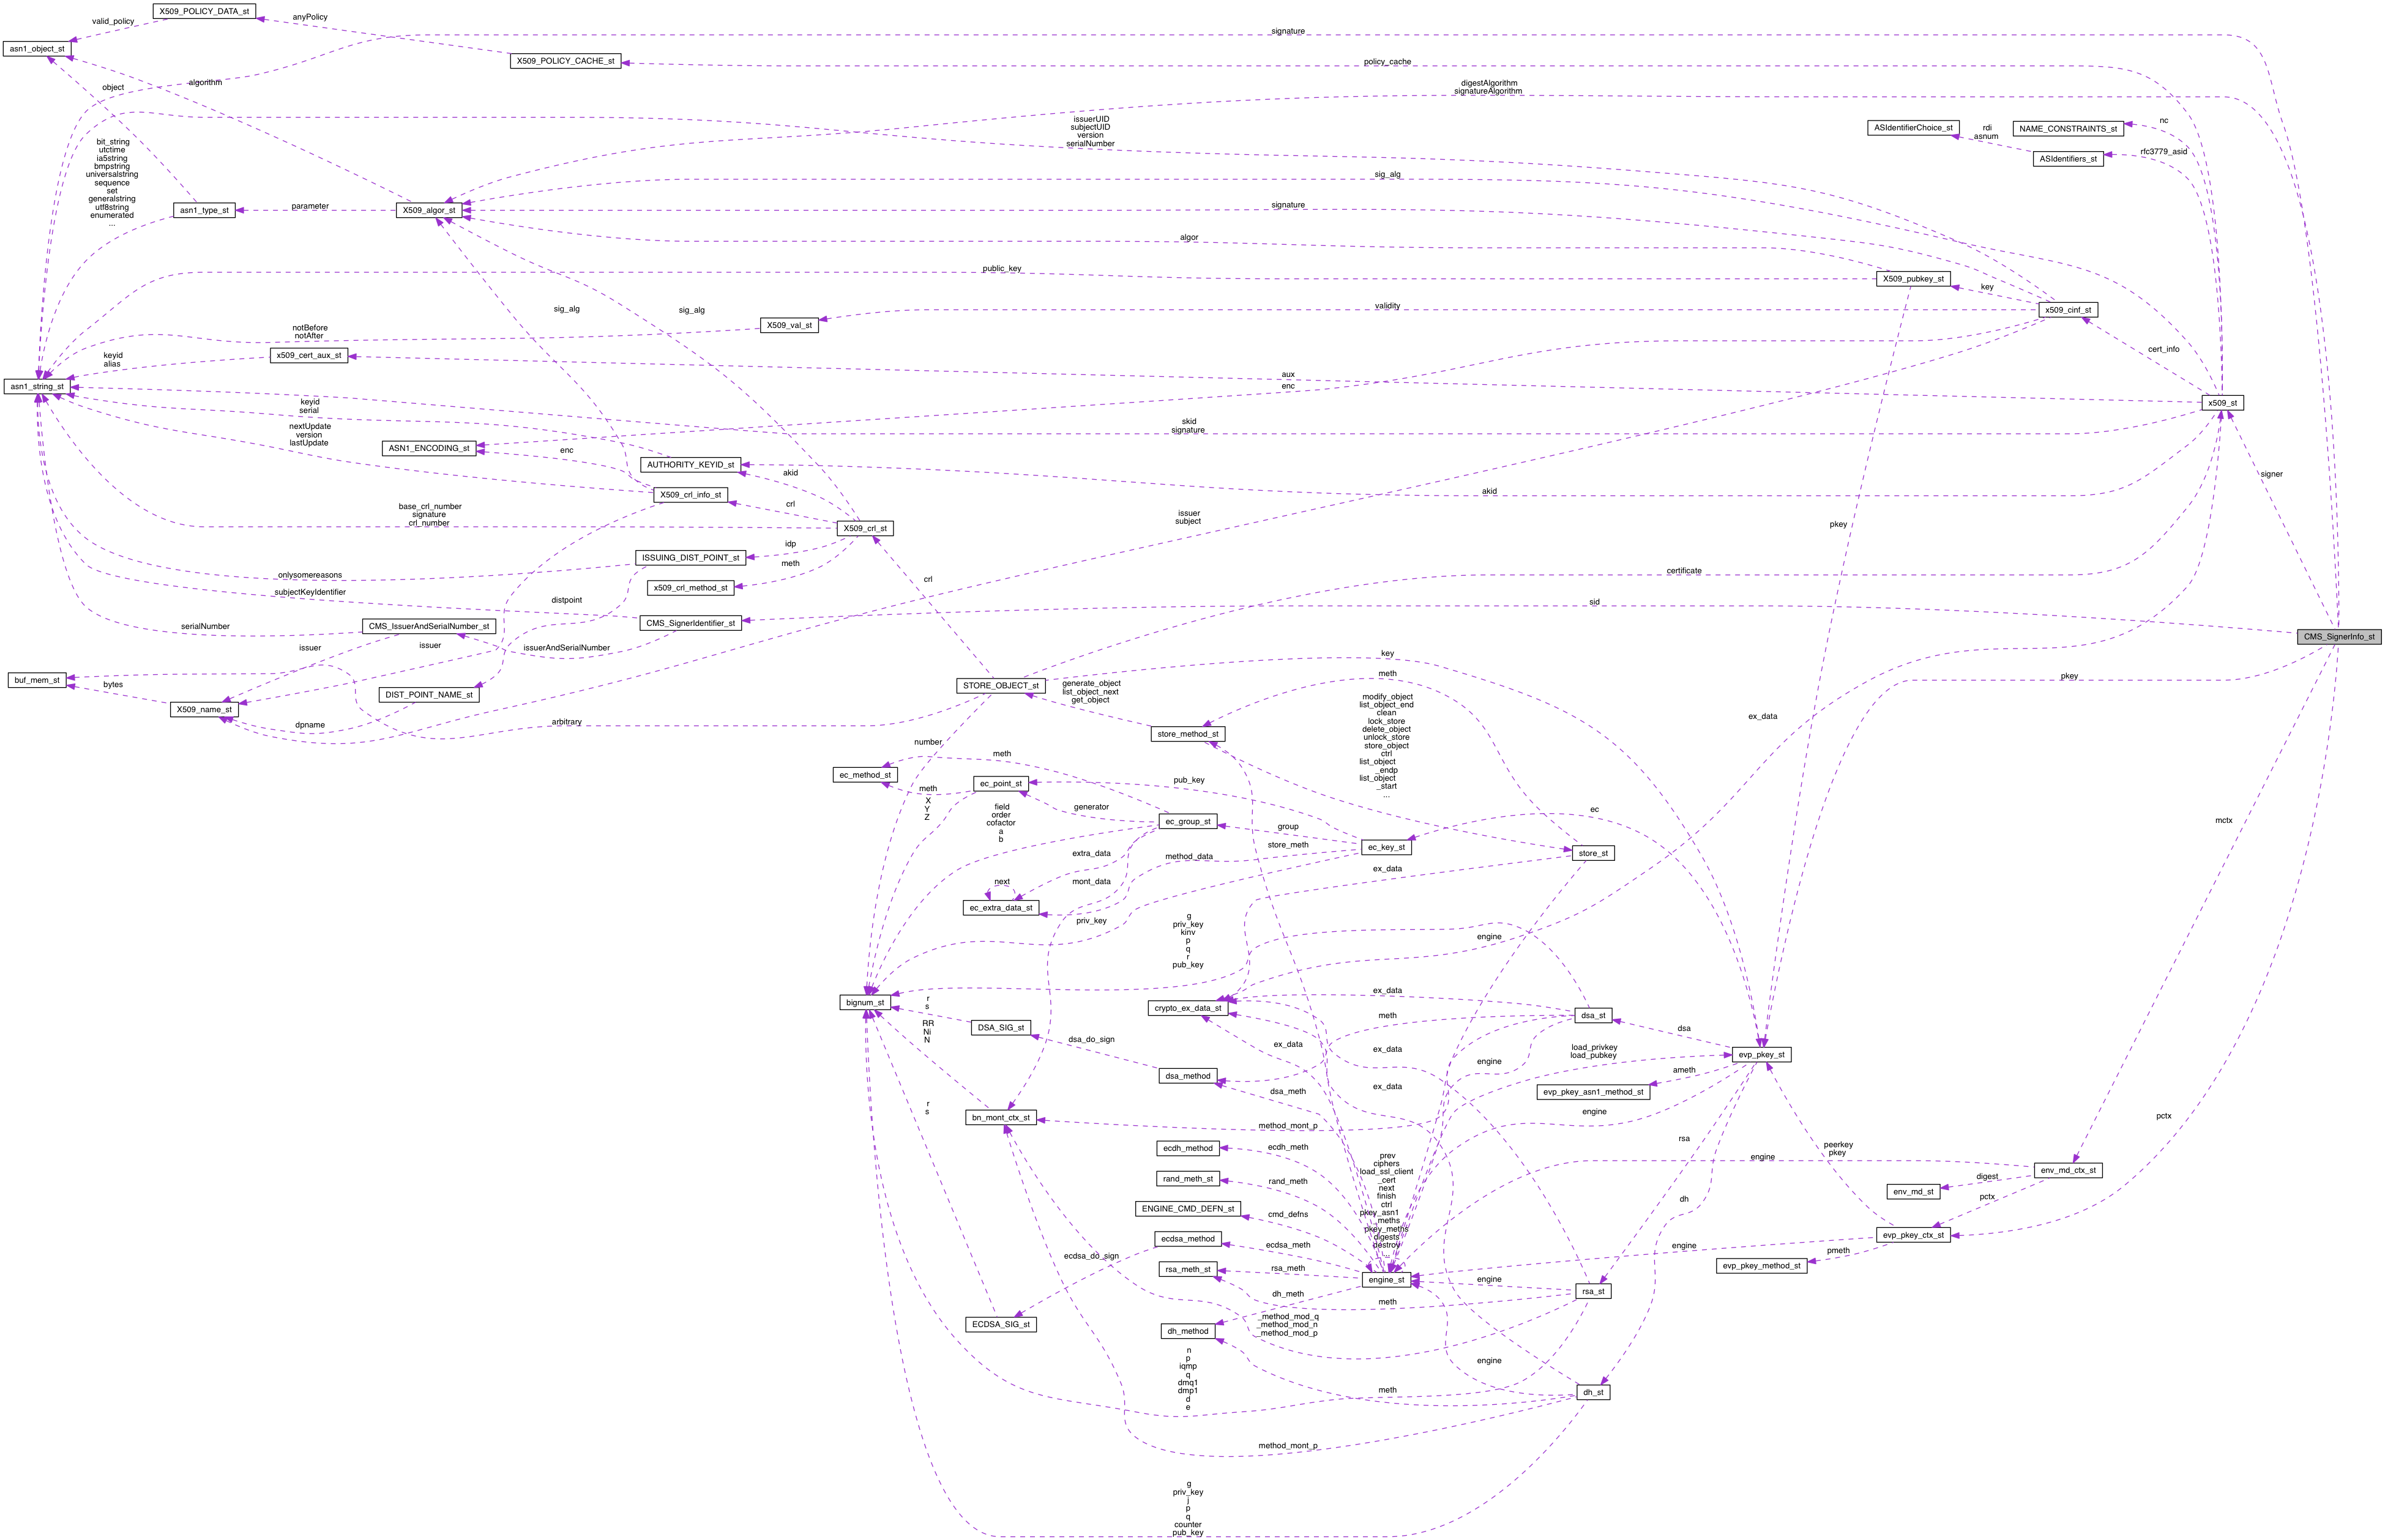 X509_POLICY_DATA_st
anyPolicy
valid_policy
signature
asn1_object_st
X509_POLICY_CACHE_st
policy_cache
algorithm
object
digestAlgorithm
signatureAlgorithm
issuerUID
subjectUID
version
serialNumber
ASIdentifierChoice_st
rdi
asnum
NAME_CONSTRAINTS_st
nc
ASIdentifiers_st
rfc3779_asid
bit_string
utctime
ia5string
bmpstring
universalstring
sequence
set
generalstring
utf8string
enumerated
...
sig_alg
asn1_type_st
parameter
X509_algor_st
signature
algor
public_key
X509_pubkey_st
key
x509_cinf_st
sig_alg
sig_alg
validity
X509_val_st
notBefore
notAfter
x509_cert_aux_st
keyid
alias
cert_info
asn1_string_st
aux
enc
x509_st
keyid
serial
nextUpdate
version
lastUpdate
skid
signature
ASN1_ENCODING_st
enc
AUTHORITY_KEYID_st
akid
akid
signer
X509_crl_info_st
crl
base_crl_number
signature
crl_number
issuer
subject
X509_crl_st
pkey
idp
ISSUING_DIST_POINT_st
meth
onlysomereasons
x509_crl_method_st
crl
certificate
subjectKeyIdentifier
distpoint
sid
serialNumber
CMS_IssuerAndSerialNumber_st
CMS_SignerIdentifier_st
CMS_SignerInfo_st
issuer
issuer
issuerAndSerialNumber
key
buf_mem_st
bytes
DIST_POINT_NAME_st
STORE_OBJECT_st
generate_object
list_object_next
get_object
meth
pkey
X509_name_st
dpname
arbitrary
modify_object
list_object_end
clean
lock_store
delete_object
unlock_store
store_object
ctrl
list_object
_endp
list_object
_start
...
ex_data
store_method_st
number
meth
ec_method_st
ec_point_st
pub_key
meth
X
Y
Z
field
order
cofactor
a
b
generator
ec
ec_group_st
group
mctx
store_meth
ec_key_st
store_st
extra_data
method_data
ex_data
next
mont_data
ec_extra_data_st
priv_key
g
priv_key
kinv
p
q
r
pub_key
engine
bignum_st
r
s
crypto_ex_data_st
ex_data
dsa_st
meth
DSA_SIG_st
RR
Ni
N
dsa_do_sign
ex_data
ex_data
load_privkey
load_pubkey
dsa
evp_pkey_st
engine
ameth
dsa_method
dsa_meth
ex_data
evp_pkey_asn1_method_st
r
s
bn_mont_ctx_st
method_mont_p
engine
rsa
pctx
ecdh_method
ecdh_meth
prev
ciphers
load_ssl_client
_cert
next
finish
ctrl
pkey_asn1
_meths
pkey_meths
digests
destroy
...
peerkey
pkey
engine
env_md_ctx_st
rand_meth_st
rand_meth
digest
env_md_st
dh
pctx
ENGINE_CMD_DEFN_st
cmd_defns
ecdsa_method
ecdsa_meth
evp_pkey_ctx_st
engine
ecdsa_do_sign
pmeth
rsa_meth_st
rsa_meth
evp_pkey_method_st
engine_st
engine
rsa_st
dh_meth
meth
ECDSA_SIG_st
dh_method
_method_mod_q
_method_mod_n
_method_mod_p
n
p
iqmp
q
dmq1
dmp1
d
e
engine
meth
dh_st
method_mont_p
g
priv_key
j
p
q
counter
pub_key